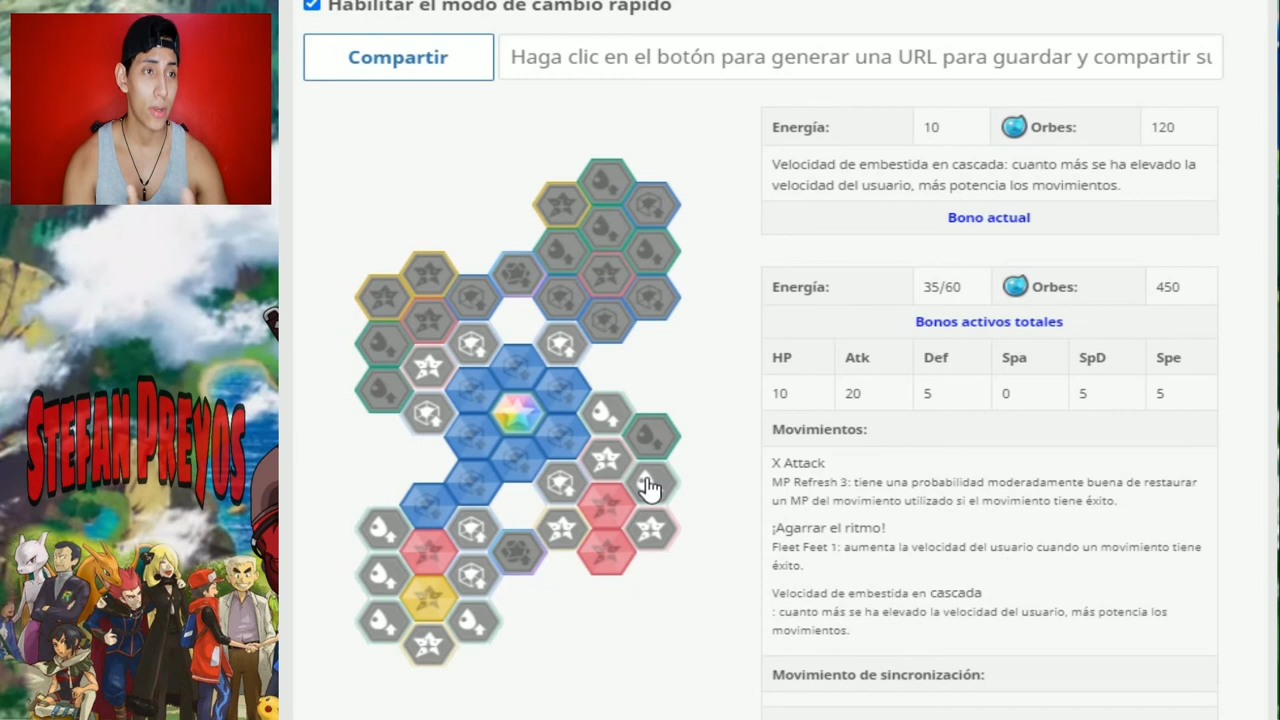 Habilitar el modo de cambio rápido
Compartir
Haga clic en el botón para generar una URL para guardar y compartir su
Energía: 10 Orbes: 120
Velocidad de embestida en cascada: cuanto más se ha elevado la
velocidad del usuario, más potencia los movimientos.
Bono actual
Energía: 35/60 Orbes: 450
Bonos activos totales
HP Atk Def Spa SpD Spe
10 20 5 0 5 5
Movimientos:
X Attack
MP Refresh 3: tiene una probabilidad moderadamente buena de restaurar
un MP del movimiento utilizado si el movimiento tiene éxito.
¡Agarrar el ritmo!
Fleet Feet 1: aumenta la velocidad del usuario cuando un movimiento tiene
éxito.
Velocidad de embestida en cascada
: cuanto más se ha elevado la velocidad del usuario, más potencia los
movimientos.
Movimiento de sincronización:
STEFAN PREYOS